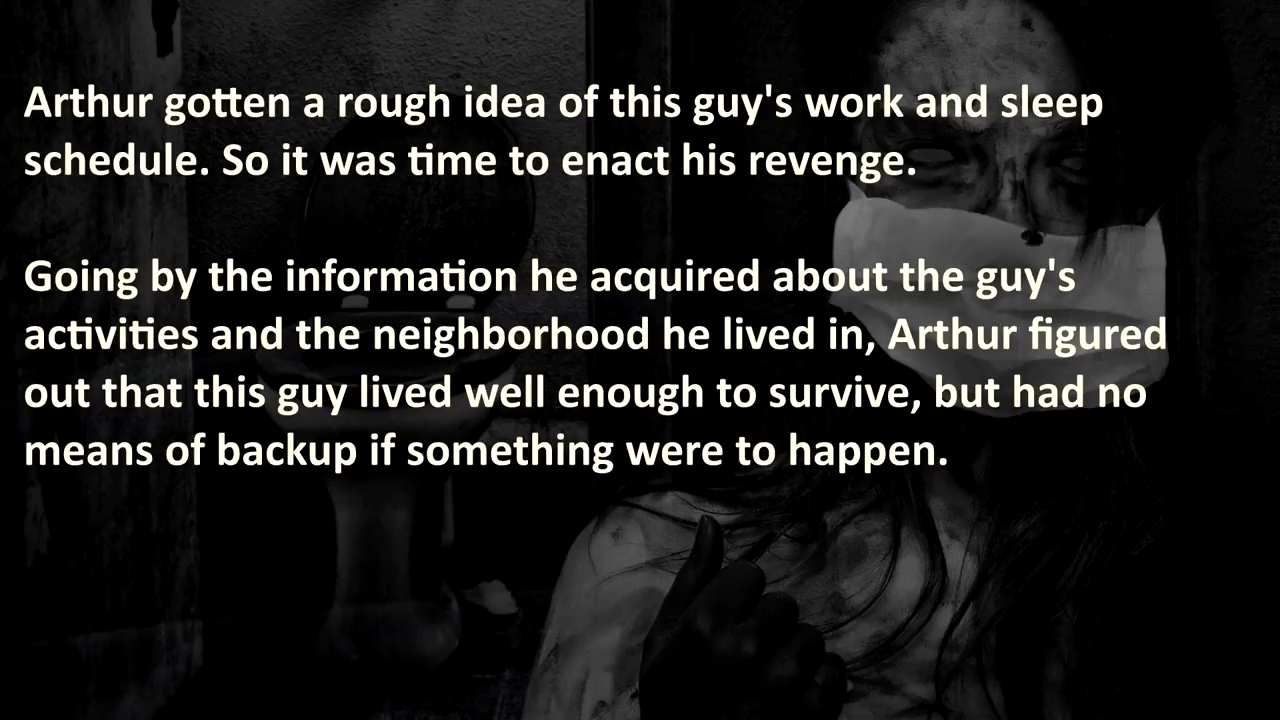 Arthur gotten a rough idea of this guy's work and sleep
schedule. So it was time to enact his revenge.
Going by the information he acquired about the guy's
activities and the neighborhood he lived in, Arthur figured
out that this guy lived well enough to survive, but had no
means of backup if something were to happen.